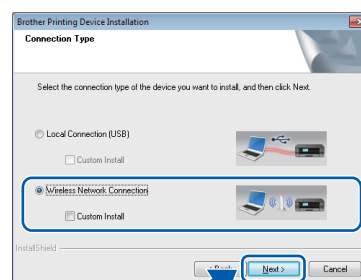 Brother Printing Device Installation
Connection Type
Select the connection type of the device you want to install, and then click Next.
Local Connection (USB)
Custom Install
Wireless Network Connection
Custom Install
InstallShield
Next >
Cancel